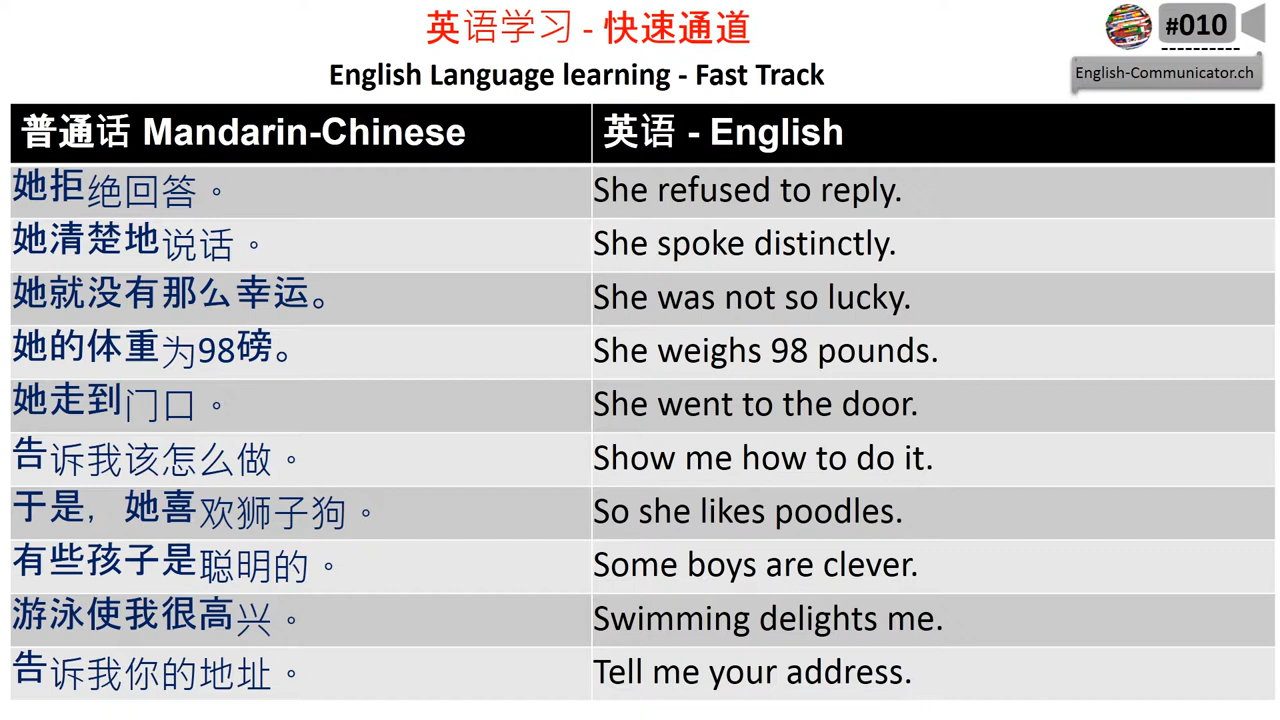 英语学习 - 快速通道
#010
English Language learning - Fast Track
English-Communicator.ch
普通话 Mandarin-Chinese 英语 - English
她拒绝回答。 She refused to reply.
她清楚地说话。 She spoke distinctly.
她就没有那么幸运。 She was not so lucky.
她的体重为98磅。 She weighs 98 pounds.
她走到门口。 She went to the door.
告诉我该怎么做。 Show me how to do it.
于是，她喜欢狮子狗。 So she likes poodles.
有些孩子是聪明的。 Some boys are clever.
游泳使我很高兴。 Swimming delights me.
告诉我你的地址。 Tell me your address.